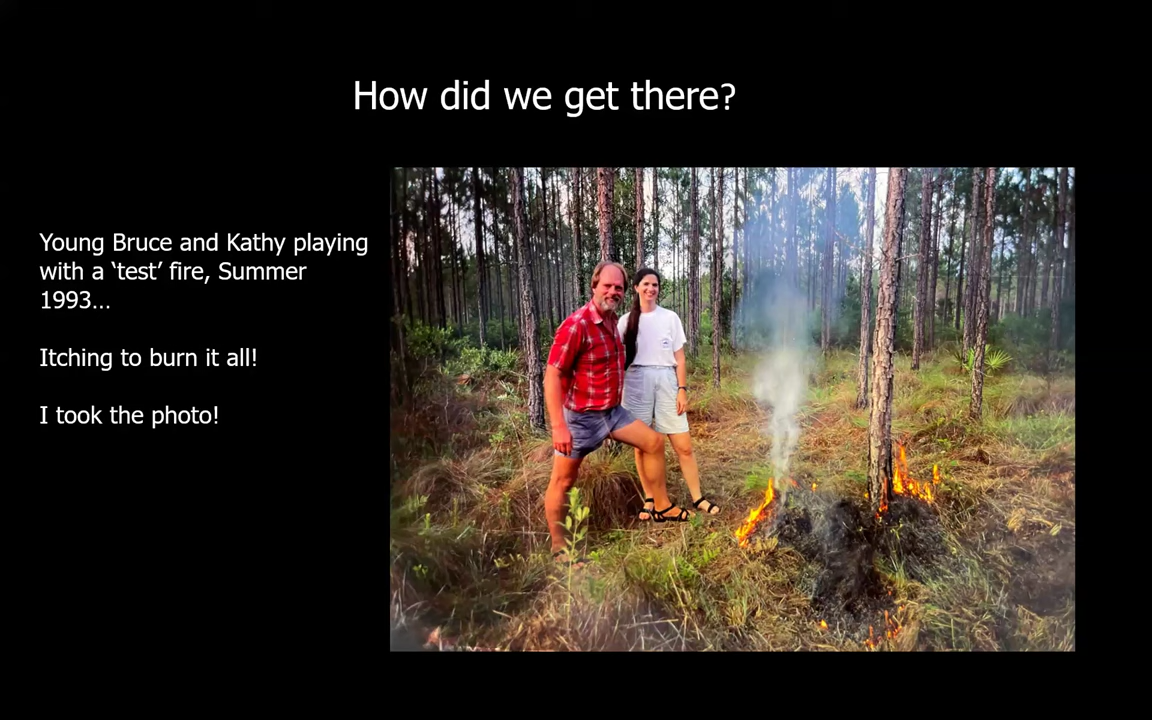 How did we get there?
Young Bruce and Kathy playing
with a ‘test’ fire, Summer
1993…
Itching to burn it all!
I took the photo!